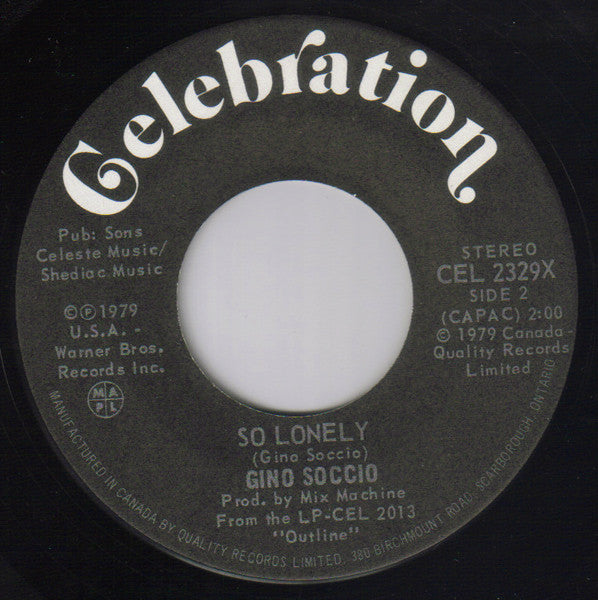 Celebration
Pub: Sons
Celeste Music/
Shediac Music
©℗ 1979
U.S.A. -
Warner Bros.
Records Inc.
M A
P L
STEREO
CEL 2329X
SIDE 2
(CAPAC) 2:00
© 1979 Canada-
Quality Records
Limited
SO LONELY
(Gino Soccio)
GINO SOCCIO
Prod. by Mix Machine
From the LP-CEL 2013
"Outline"
MANUFACTURED IN CANADA BY QUALITY RECORDS LIMITED, 380 BIRCHMOUNT ROAD, SCARBOROUGH, ONTARIO